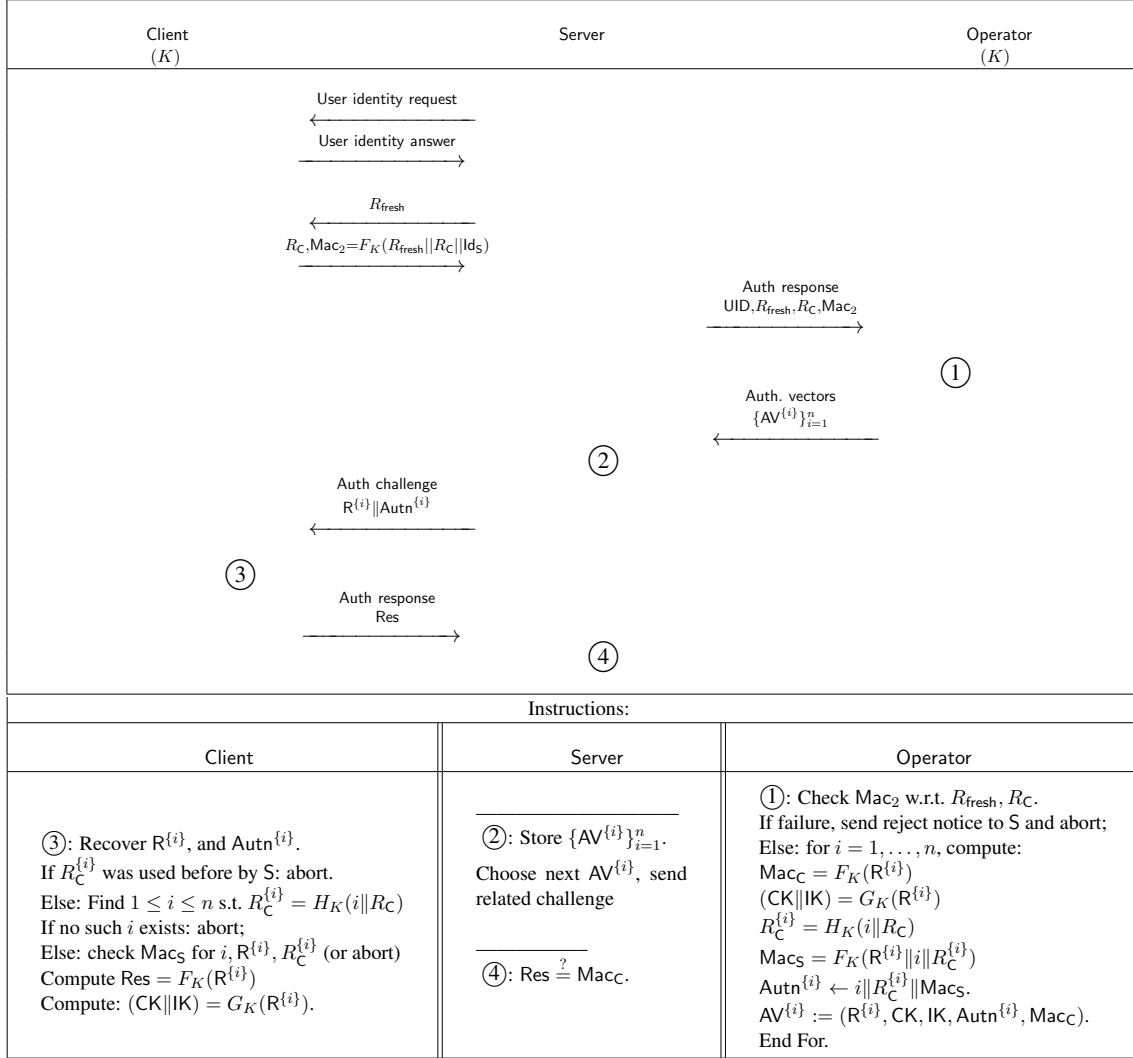 Client Server Operator
(K) (K)
User identity request
User identity answer
R_fresh
R_C,Mac_2=F_K(R_fresh||R_C||Id_S)
Auth response
UID,R_fresh,R_C,Mac_2
①
Auth. vectors
{AV^{i}}_{i=1}^n
②
Auth challenge
R^{i}‖Autn^{i}
③
Auth response
Res
④
Instructions:
Client
③: Recover R^{i}, and Autn^{i}.
If R_C^{i} was used before by S: abort.
Else: Find 1 ≤ i ≤ n s.t. R_C^{i} = H_K(i‖R_C)
If no such i exists: abort;
Else: check Mac_S for i, R^{i}, R_C^{i} (or abort)
Compute Res = F_K(R^{i})
Compute: (CK‖IK) = G_K(R^{i}).
Server
②: Store {AV^{i}}_{i=1}^n.
Choose next AV^{i}, send
related challenge
④: Res ≟ Mac_C.
Operator
①: Check Mac_2 w.r.t. R_fresh, R_C.
If failure, send reject notice to S and abort;
Else: for i = 1, . . . , n, compute:
Mac_C = F_K(R^{i})
(CK‖IK) = G_K(R^{i})
R_C^{i} = H_K(i‖R_C)
Mac_S = F_K(R^{i}‖i‖R_C^{i})
Autn^{i} ← i‖R_C^{i}‖Mac_S.
AV^{i} := (R^{i}, CK, IK, Autn^{i}, Mac_C).
End For.